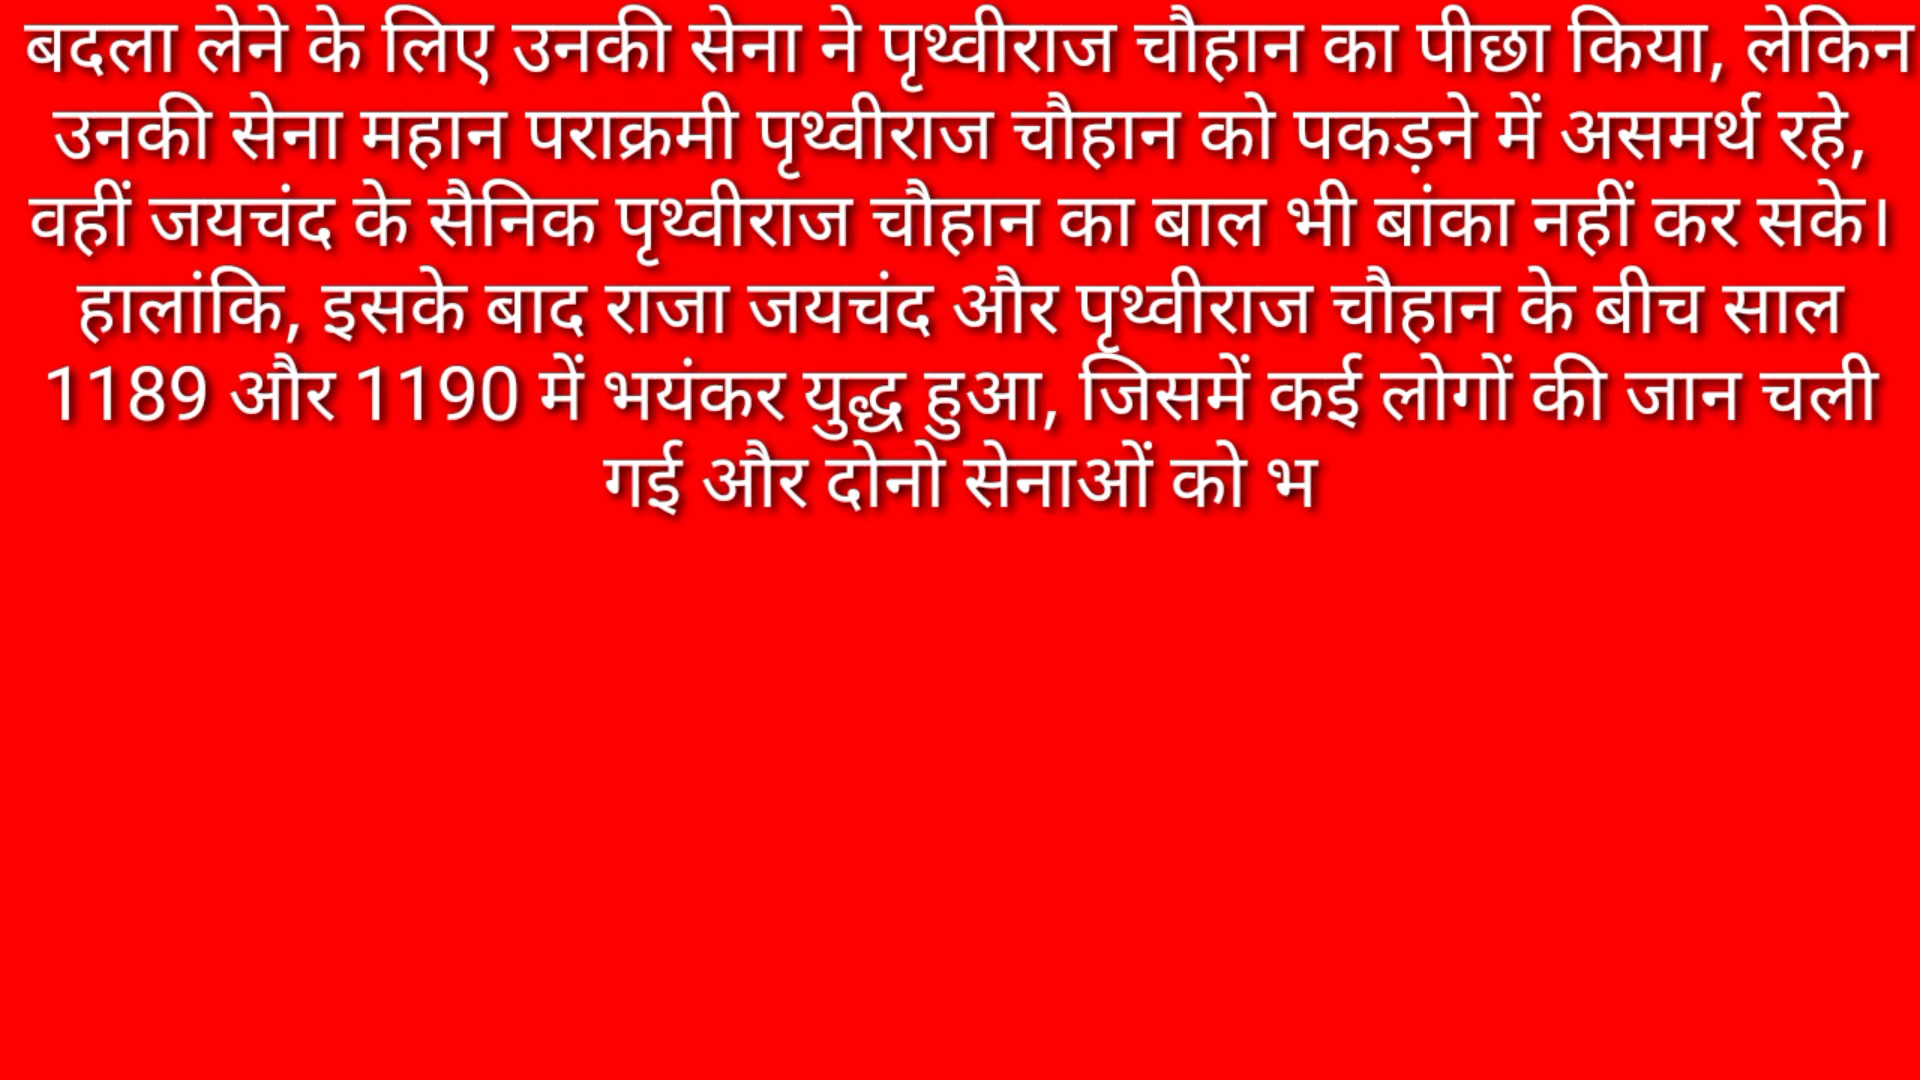 बदला लेने के लिए उनकी सेना ने पृथ्वीराज चौहान का पीछा किया, लेकिन
उनकी सेना महान पराक्रमी पृथ्वीराज चौहान को पकड़ने में असमर्थ रहे,
वहीं जयचंद के सैनिक पृथ्वीराज चौहान का बाल भी बांका नहीं कर सके।
हालांकि, इसके बाद राजा जयचंद और पृथ्वीराज चौहान के बीच साल
1189 और 1190 में भयंकर युद्ध हुआ, जिसमें कई लोगों की जान चली
गई और दोनो सेनाओं को भ